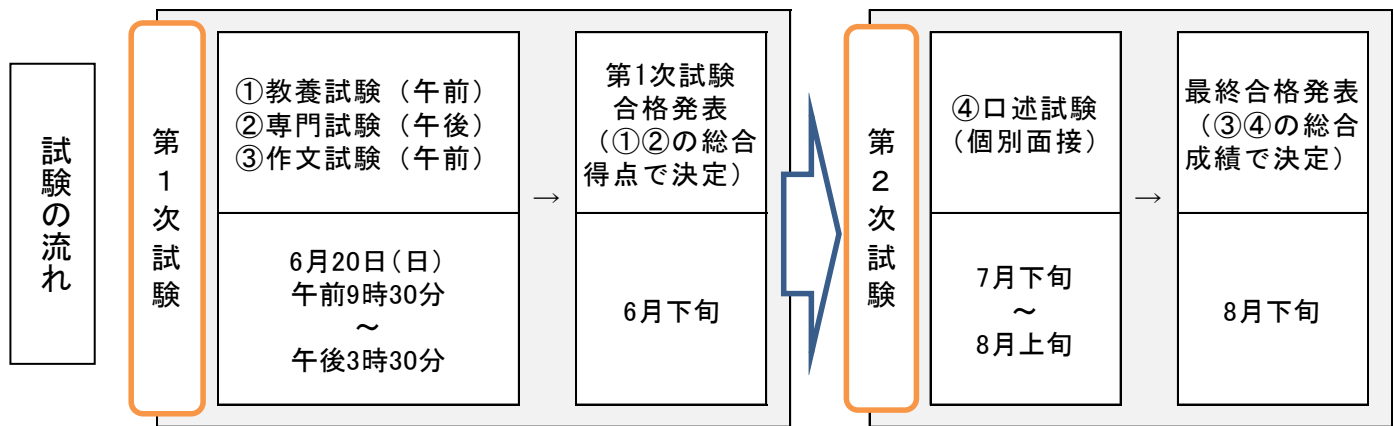 試験の流れ
第1次試験
①教養試験（午前）
②専門試験（午後）
③作文試験（午前）
6月20日（日）
午前9時30分
～
午後3時30分
→
第1次試験
合格発表
（①②の総合
得点で決定）
6月下旬
第2次試験
④口述試験
（個別面接）
7月下旬
～
8月上旬
→
最終合格発表
（③④の総合
成績で決定）
8月下旬